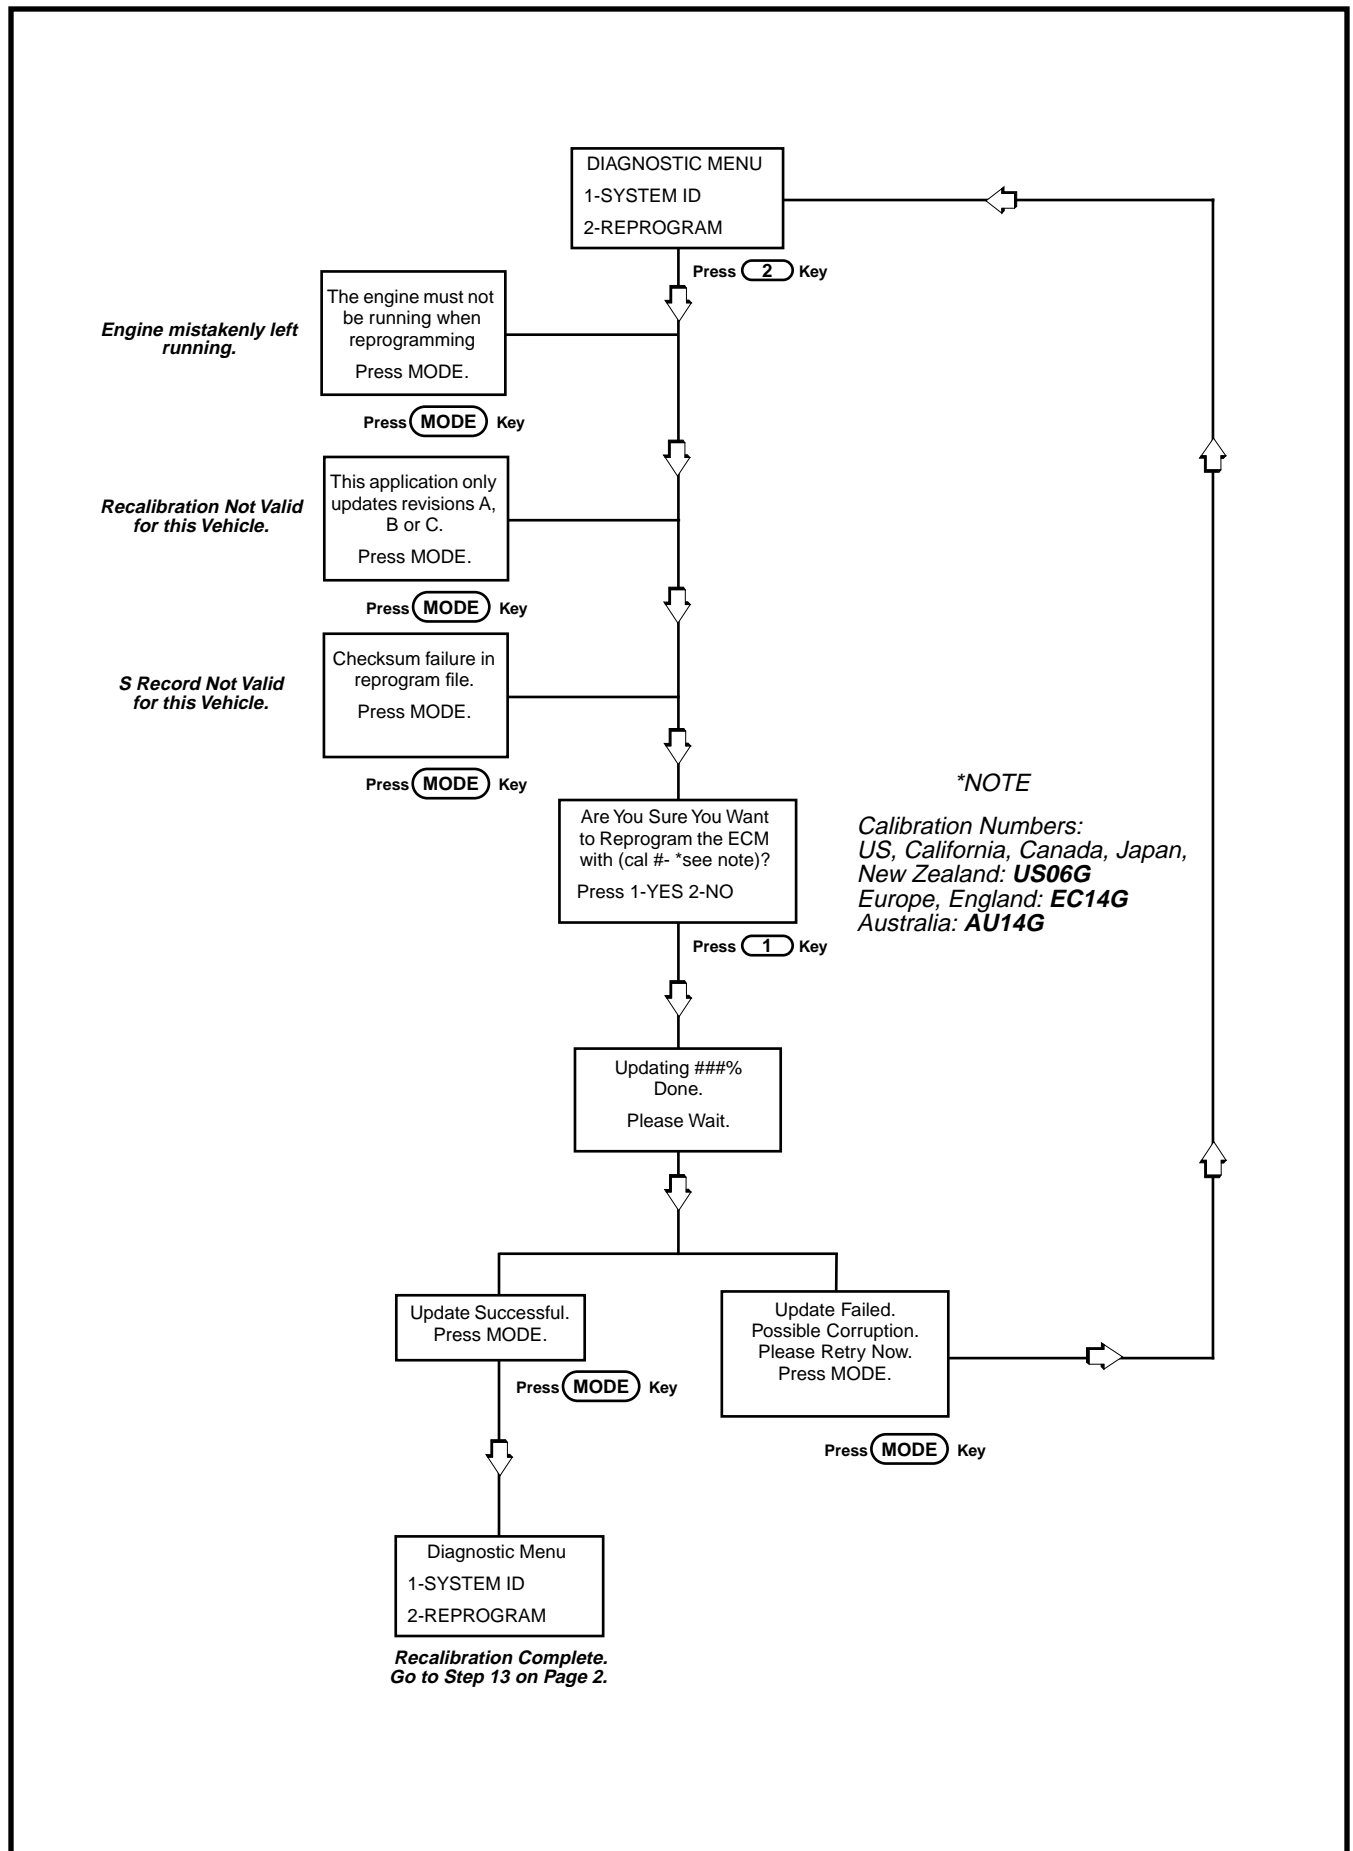 DIAGNOSTIC MENU
1-SYSTEM ID
2-REPROGRAM
Press 2 Key
Engine mistakenly left
running.
The engine must not
be running when
reprogramming
Press MODE.
Press MODE Key
Recalibration Not Valid
for this Vehicle.
This application only
updates revisions A,
B or C.
Press MODE.
Press MODE Key
S Record Not Valid
for this Vehicle.
Checksum failure in
reprogram file.
Press MODE.
Press MODE Key
Are You Sure You Want
to Reprogram the ECM
with (cal #- *see note)?
Press 1-YES 2-NO
Press 1 Key
*NOTE
Calibration Numbers:
US, California, Canada, Japan,
New Zealand: US06G
Europe, England: EC14G
Australia: AU14G
Updating ###%
Done.
Please Wait.
Update Successful.
Press MODE.
Press MODE Key
Update Failed.
Possible Corruption.
Please Retry Now.
Press MODE.
Press MODE Key
Diagnostic Menu
1-SYSTEM ID
2-REPROGRAM
Recalibration Complete.
Go to Step 13 on Page 2.